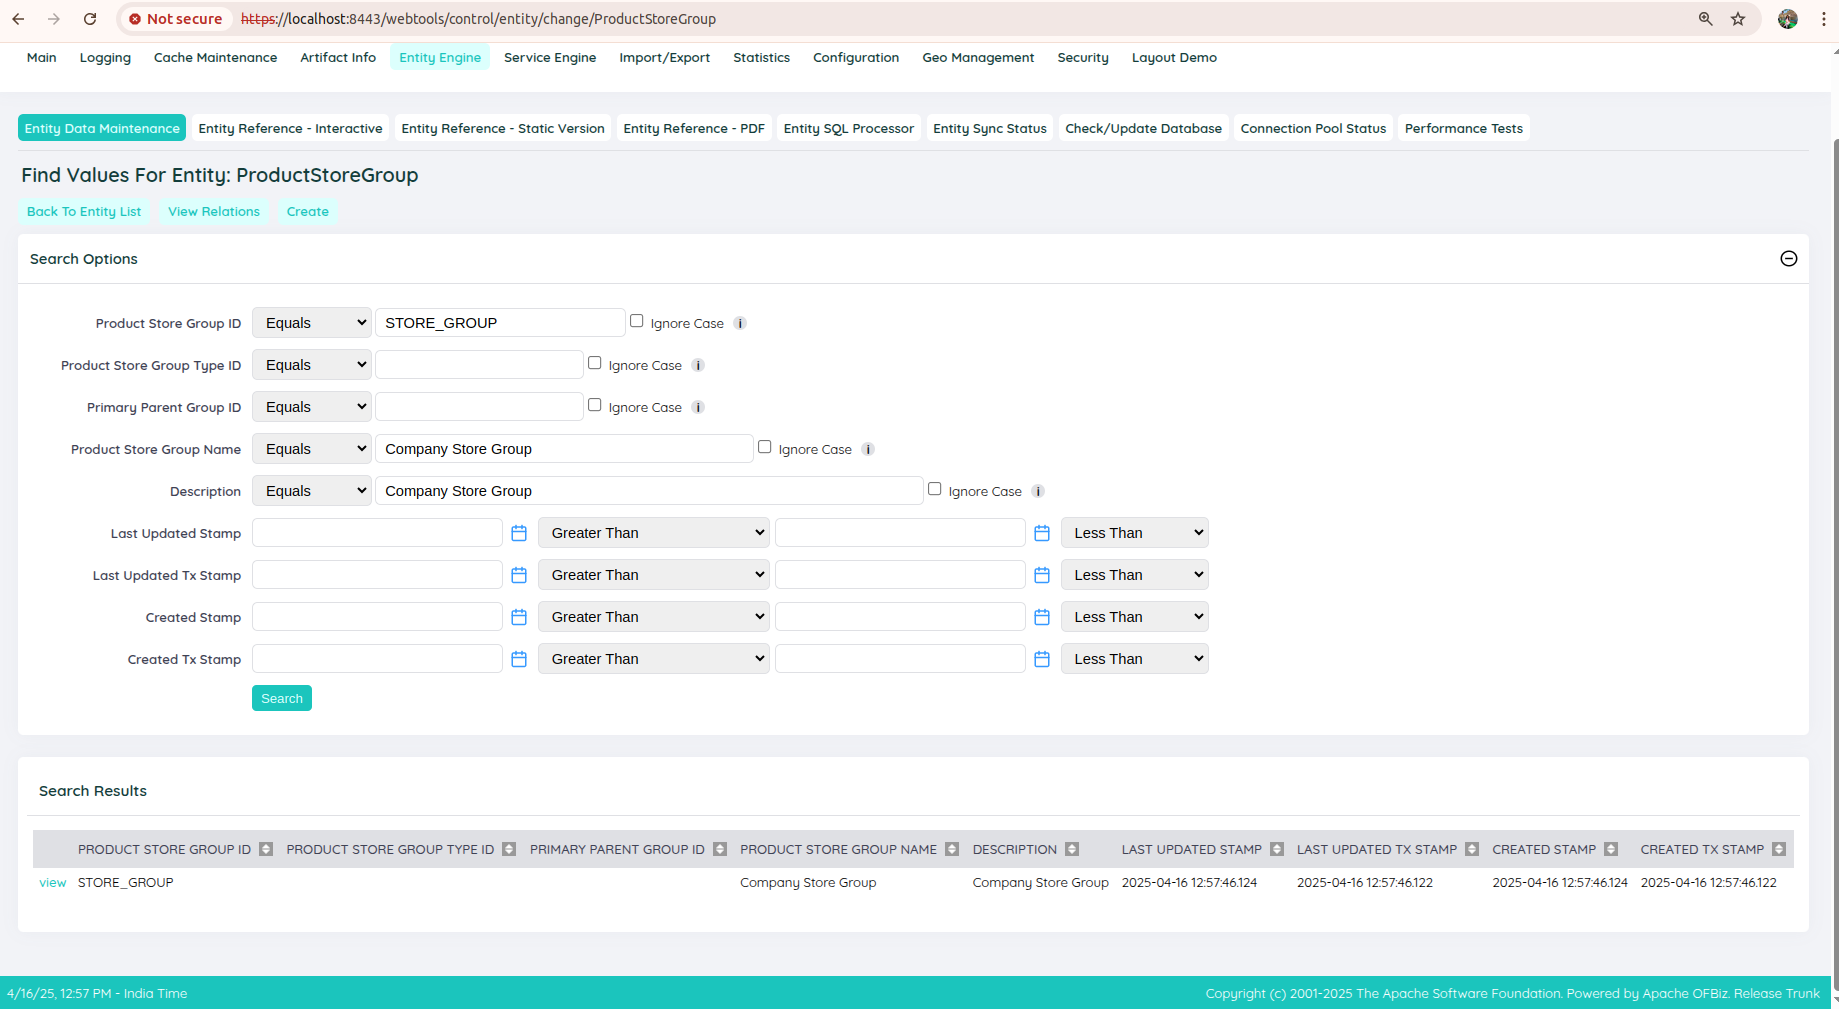 Not secure https://localhost:8443/webtools/control/entity/change/ProductStoreGroup
Main Logging Cache Maintenance Artifact Info Entity Engine Service Engine Import/Export Statistics Configuration Geo Management Security Layout Demo
Entity Data Maintenance Entity Reference - Interactive Entity Reference - Static Version Entity Reference - PDF Entity SQL Processor Entity Sync Status Check/Update Database Connection Pool Status Performance Tests
Find Values For Entity: ProductStoreGroup
Back To Entity List View Relations Create
Search Options
Product Store Group ID Equals STORE_GROUP Ignore Case i
Product Store Group Type ID Equals Ignore Case i
Primary Parent Group ID Equals Ignore Case i
Product Store Group Name Equals Company Store Group Ignore Case i
Description Equals Company Store Group Ignore Case i
Last Updated Stamp Greater Than Less Than
Last Updated Tx Stamp Greater Than Less Than
Created Stamp Greater Than Less Than
Created Tx Stamp Greater Than Less Than
Search
Search Results
PRODUCT STORE GROUP ID PRODUCT STORE GROUP TYPE ID PRIMARY PARENT GROUP ID PRODUCT STORE GROUP NAME DESCRIPTION LAST UPDATED STAMP LAST UPDATED TX STAMP CREATED STAMP CREATED TX STAMP
view STORE_GROUP Company Store Group Company Store Group 2025-04-16 12:57:46.124 2025-04-16 12:57:46.122 2025-04-16 12:57:46.124 2025-04-16 12:57:46.122
4/16/25, 12:57 PM - India Time Copyright (c) 2001-2025 The Apache Software Foundation. Powered by Apache OFBiz. Release Trunk